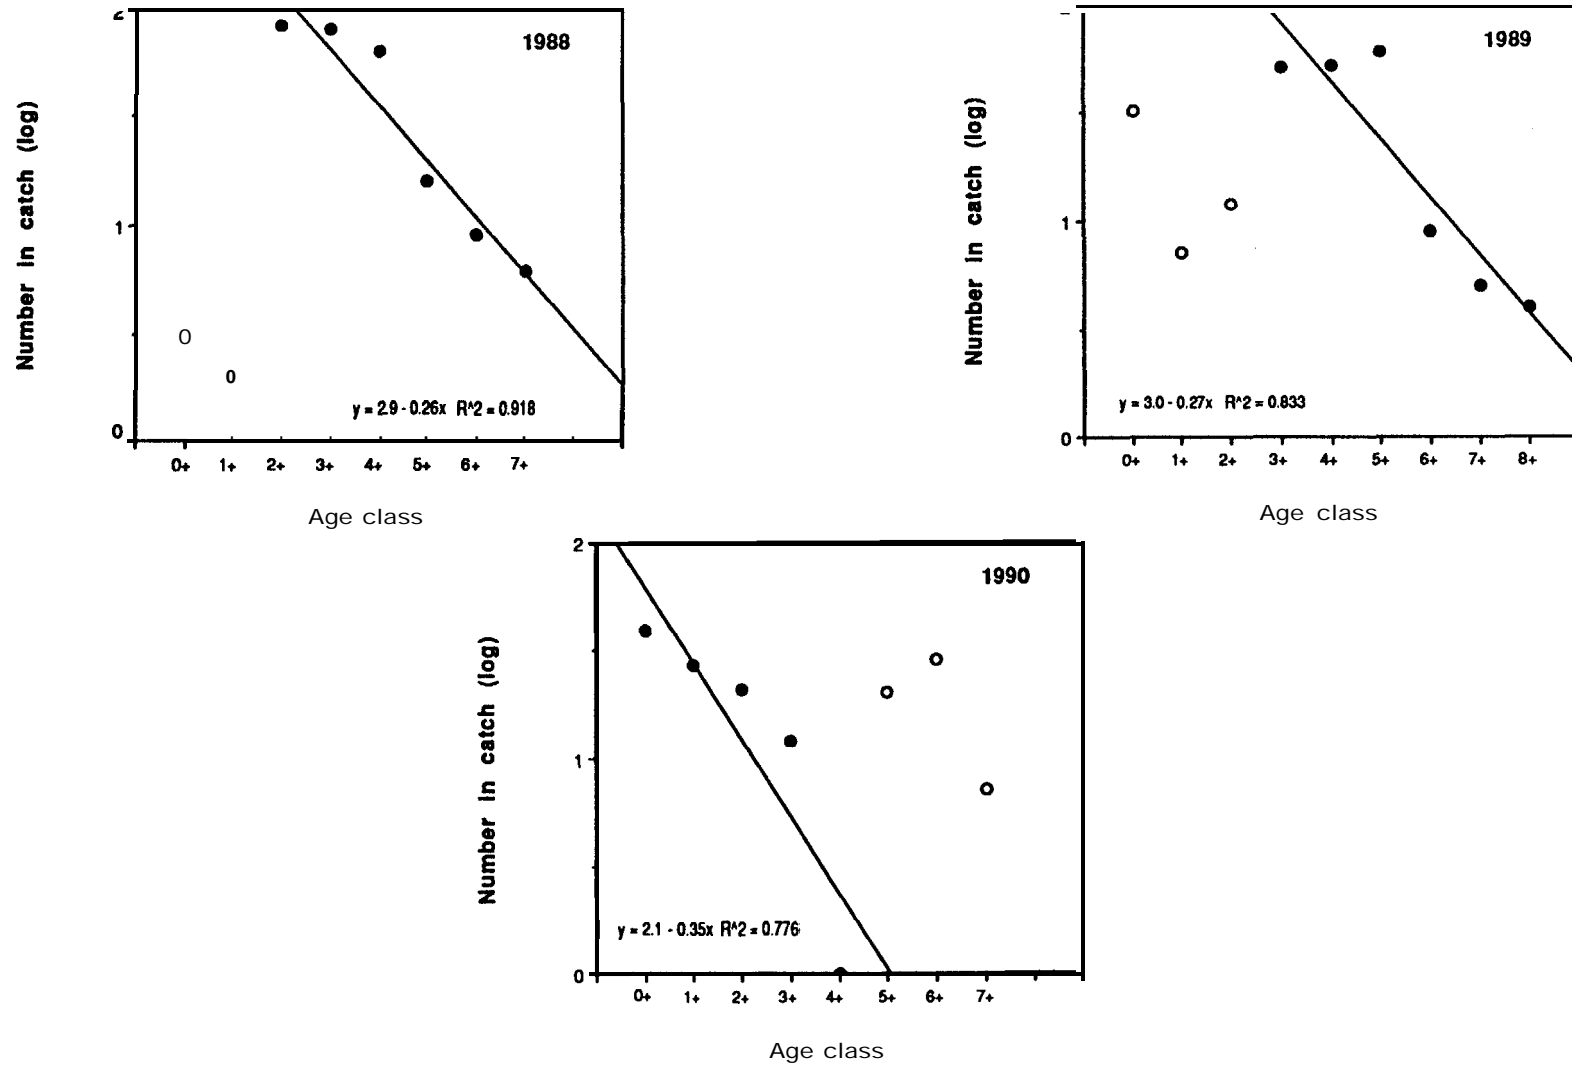 2
1988
Number in catch (log)
1
0
0
y = 2.9 - 0.26x R^2 = 0.918
0
0+ 1+ 2+ 3+ 4+ 5+ 6+ 7+
Age class
1989
Number in catch (log)
1
y = 3.0 - 0.27x R^2 = 0.833
0
0+ 1+ 2+ 3+ 4+ 5+ 6+ 7+ 8+
Age class
2
1990
Number in catch (log)
1
y = 2.1 - 0.35x R^2 = 0.776
0
0+ 1+ 2+ 3+ 4+ 5+ 6+ 7+
Age class